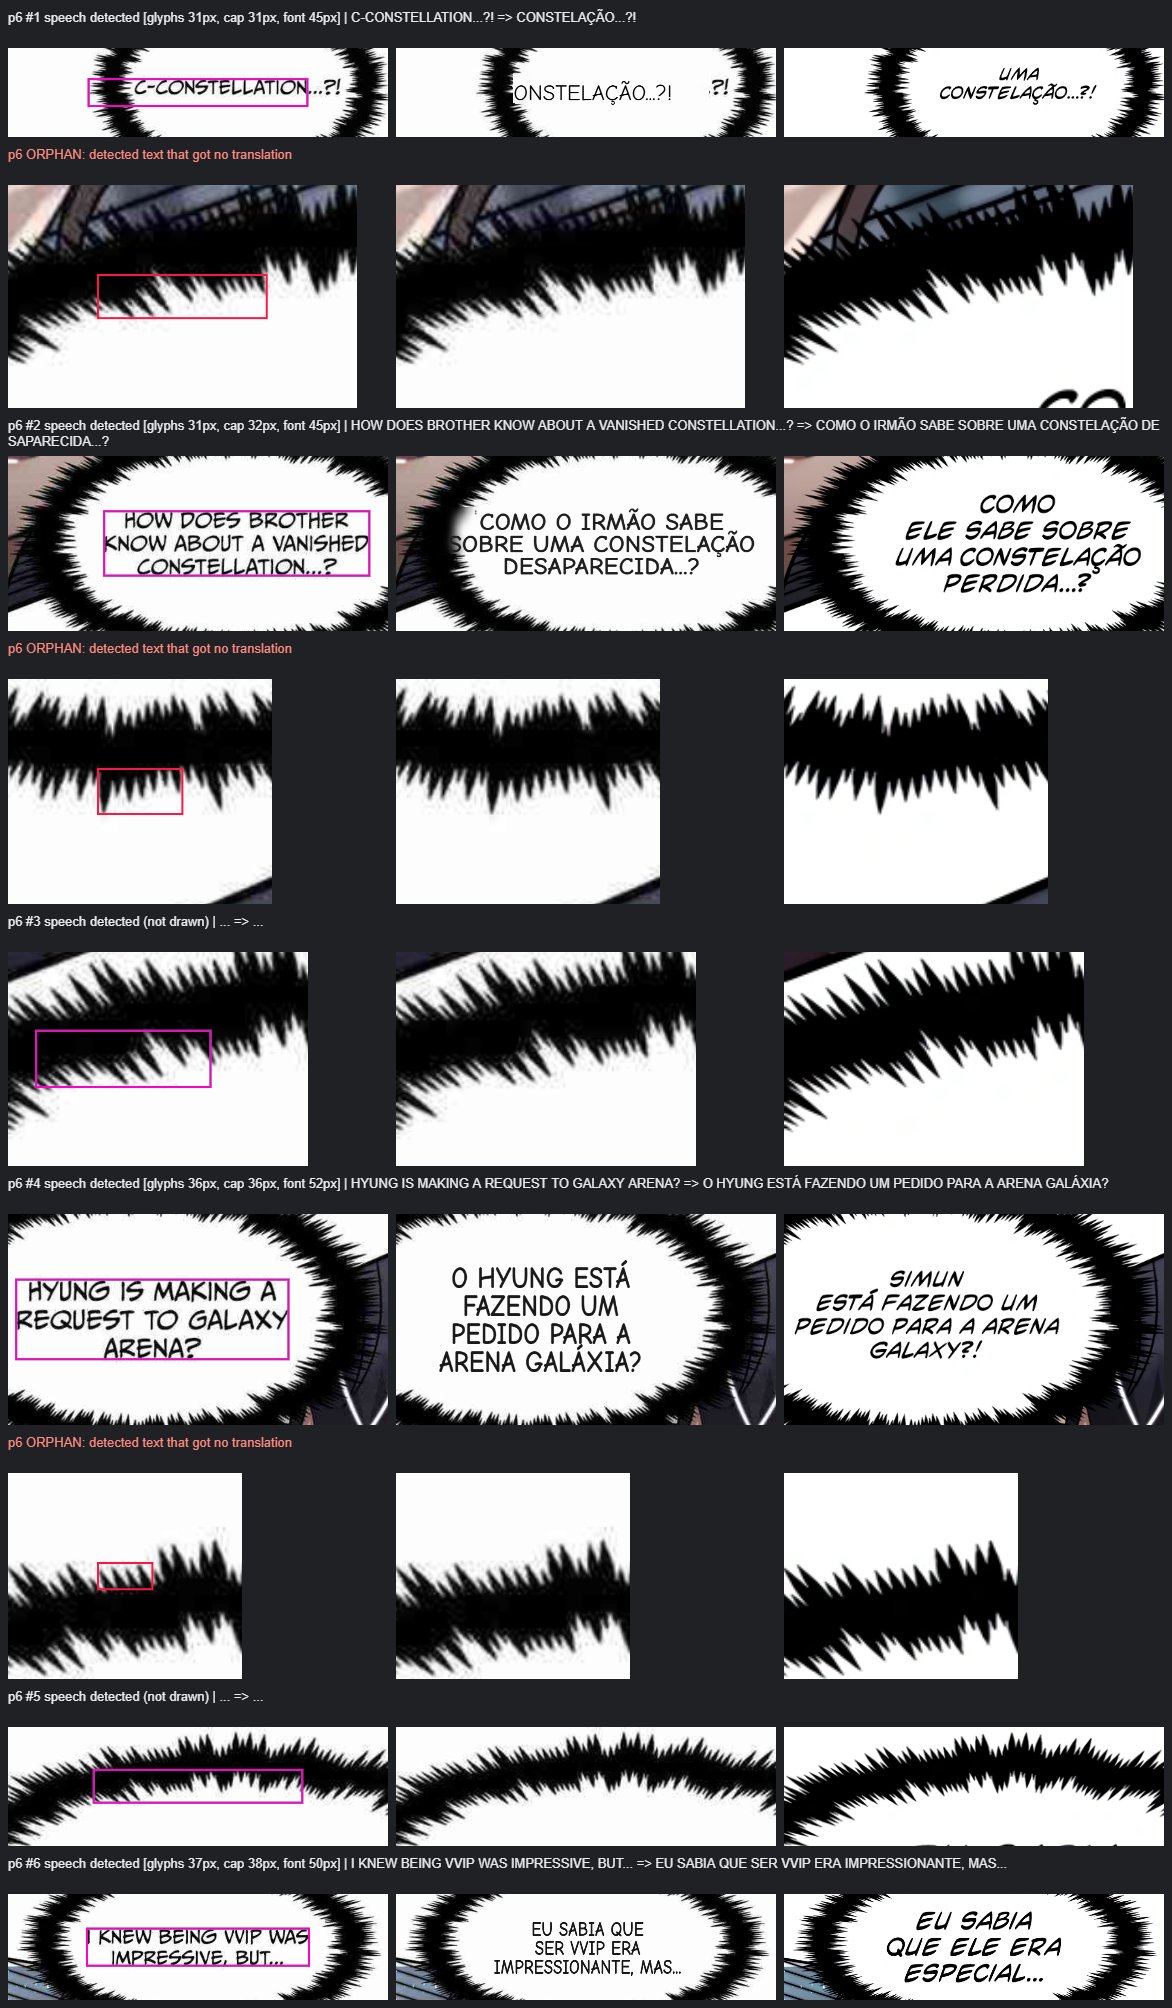 p6 #1 speech detected [glyphs 31px, cap 31px, font 45px] | C-CONSTELLATION...?! => CONSTELAÇÃO...?!
C-CONSTELLATION...?!
ONSTELAÇÃO...?! ?!
UMA
CONSTELAÇÃO...?!
p6 ORPHAN: detected text that got no translation
p6 #2 speech detected [glyphs 31px, cap 32px, font 45px] | HOW DOES BROTHER KNOW ABOUT A VANISHED CONSTELLATION...? => COMO O IRMÃO SABE SOBRE UMA CONSTELAÇÃO DE
SAPARECIDA...?
HOW DOES BROTHER
KNOW ABOUT A VANISHED
CONSTELLATION...?
COMO O IRMÃO SABE
SOBRE UMA CONSTELAÇÃO
DESAPARECIDA...?
COMO
ELE SABE SOBRE
UMA CONSTELAÇÃO
PERDIDA...?
p6 ORPHAN: detected text that got no translation
p6 #3 speech detected (not drawn) | ... => ...
p6 #4 speech detected [glyphs 36px, cap 36px, font 52px] | HYUNG IS MAKING A REQUEST TO GALAXY ARENA? => O HYUNG ESTÁ FAZENDO UM PEDIDO PARA A ARENA GALÁXIA?
HYUNG IS MAKING A
REQUEST TO GALAXY
ARENA?
O HYUNG ESTÁ
FAZENDO UM
PEDIDO PARA A
ARENA GALÁXIA?
SIMUN
ESTÁ FAZENDO UM
PEDIDO PARA A ARENA
GALAXY?!
p6 ORPHAN: detected text that got no translation
p6 #5 speech detected (not drawn) | ... => ...
p6 #6 speech detected [glyphs 37px, cap 38px, font 50px] | I KNEW BEING VVIP WAS IMPRESSIVE, BUT... => EU SABIA QUE SER VVIP ERA IMPRESSIONANTE, MAS...
I KNEW BEING VVIP WAS
IMPRESSIVE, BUT...
EU SABIA QUE
SER VVIP ERA
IMPRESSIONANTE, MAS...
EU SABIA
QUE ELE ERA
ESPECIAL...